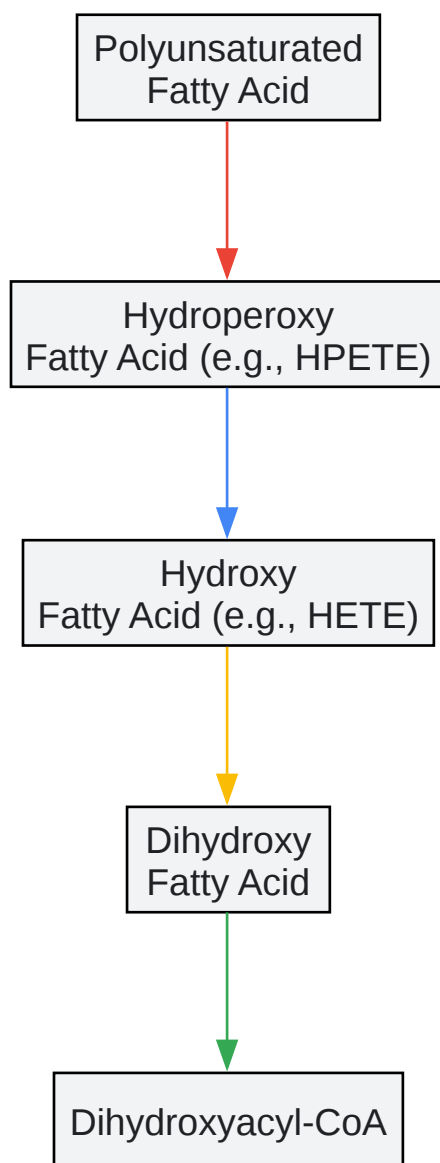 Polyunsaturated
Fatty Acid
Hydroperoxy
Fatty Acid (e.g., HPETE)
Hydroxy
Fatty Acid (e.g., HETE)
Dihydroxy
Fatty Acid
Dihydroxyacyl-CoA